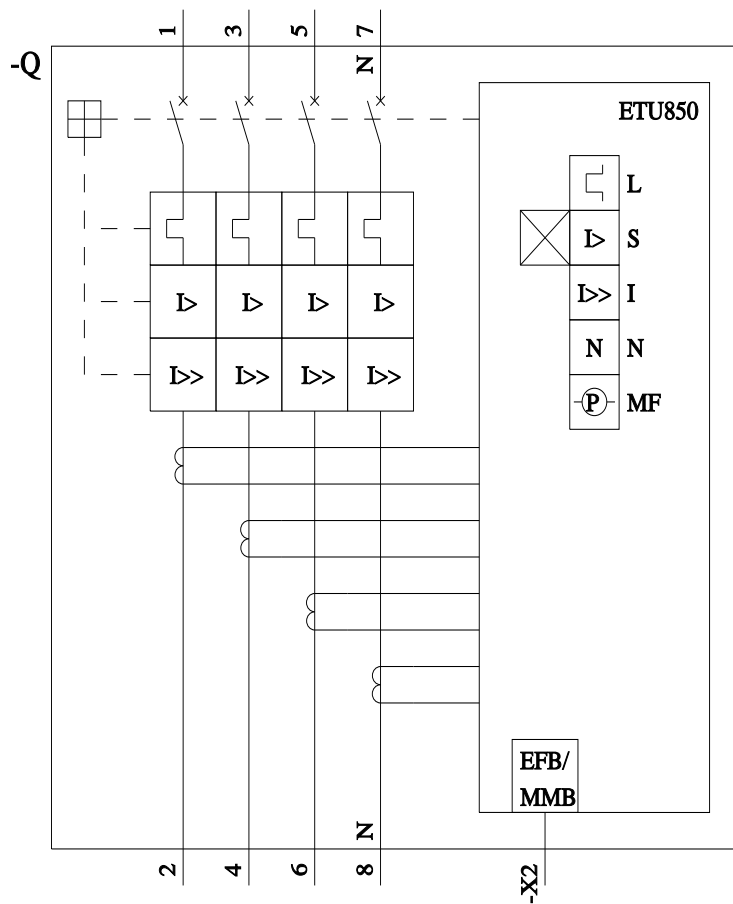 1 3 5 7
-Q N
ETU850
L
I> S
I> I> I> I> I>> I
N N
I>> I>> I>> I>> P MF
EFB/
MMB
N
2 4 6 8 -X2